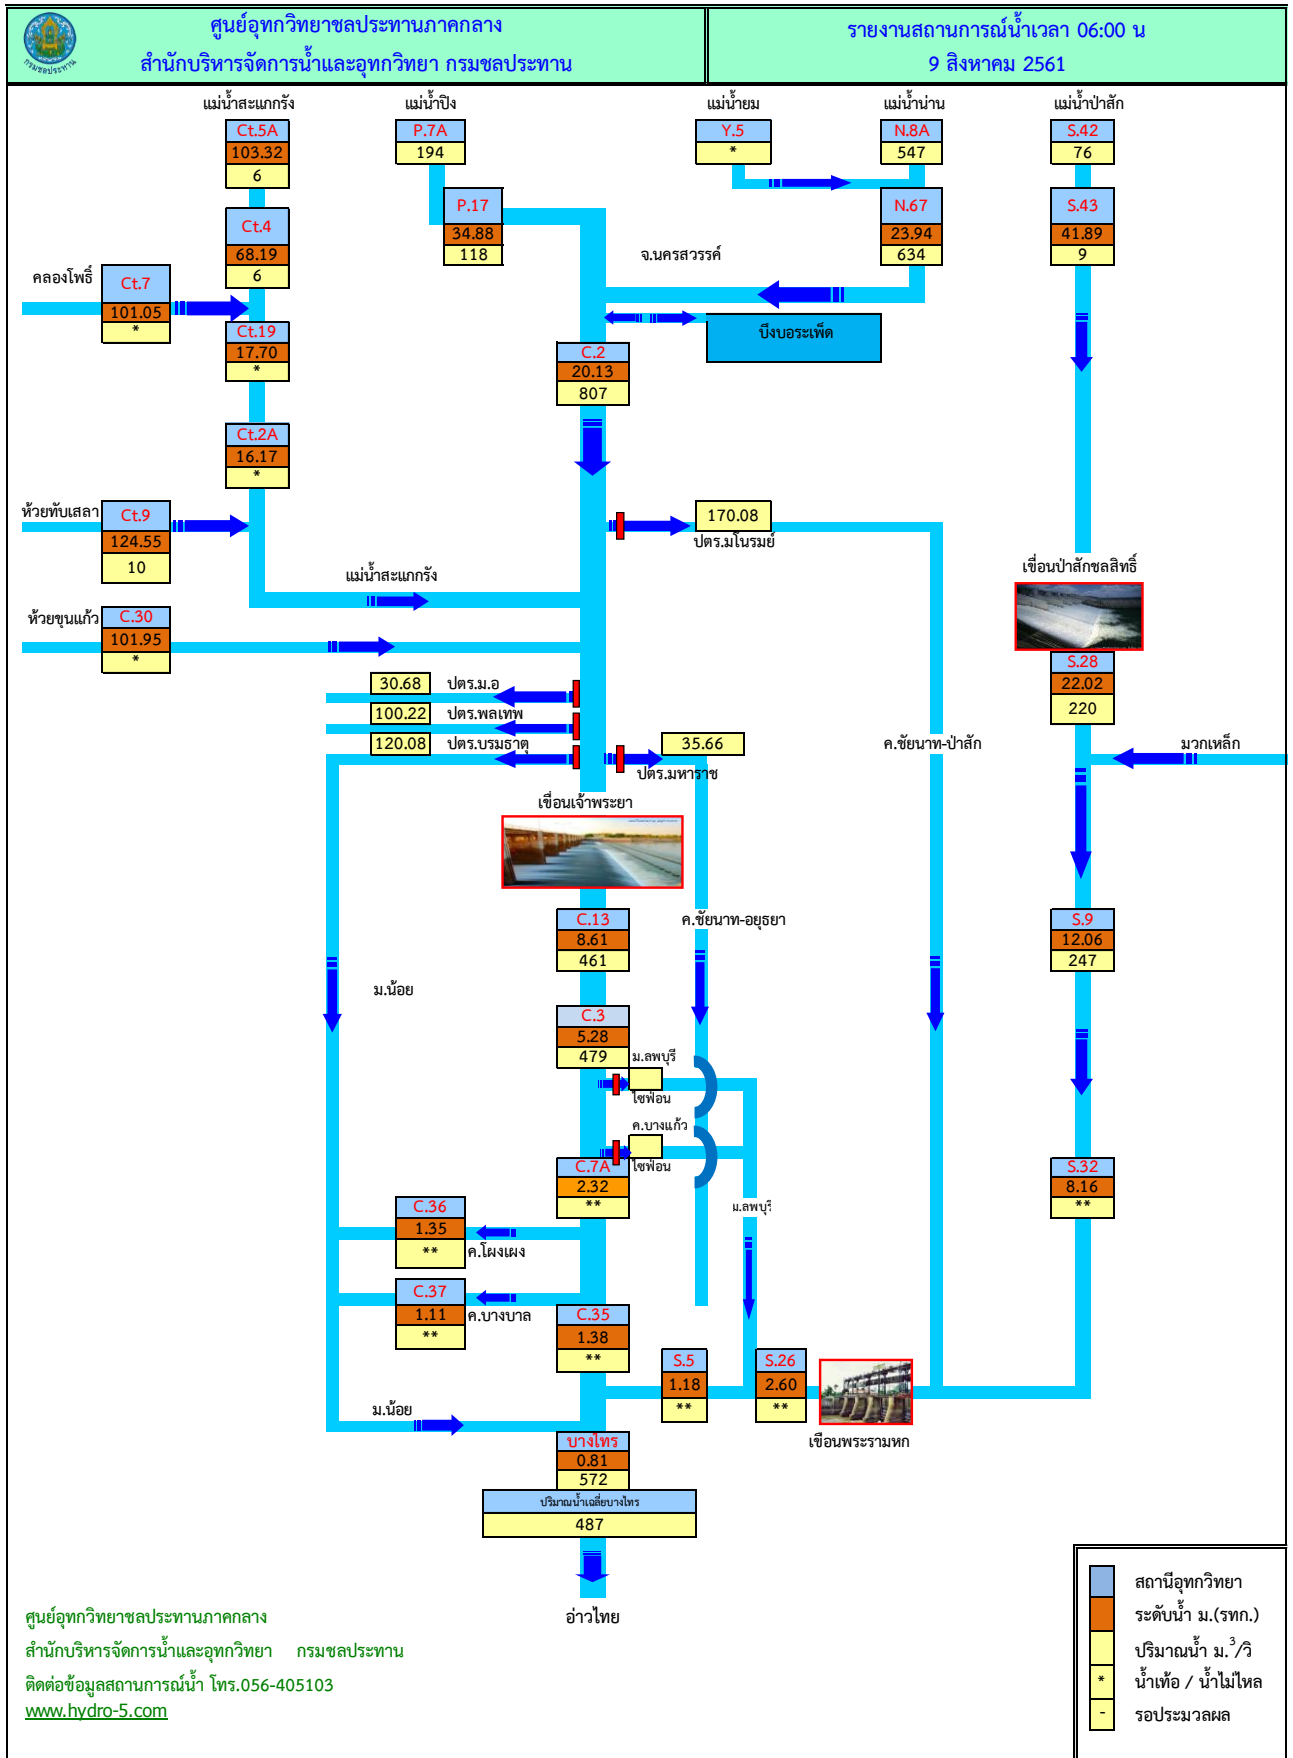 ศูนย์อุทกวิทยาชลประทานภาคกลาง
สำนักบริหารจัดการน้ำและอุทกวิทยา กรมชลประทาน
รายงานสถานการณ์น้ำเวลา 06:00 น
9 สิงหาคม 2561
กรมชลประทาน
แม่น้ำสะแกกรัง
แม่น้ำปิง
แม่น้ำยม
แม่น้ำน่าน
แม่น้ำป่าสัก
Ct.5A
103.32
6
P.7A
194
Y.5
*
N.8A
547
S.42
76
Ct.4
68.19
6
P.17
34.88
118
จ.นครสวรรค์
N.67
23.94
634
S.43
41.89
9
คลองโพธิ์
Ct.7
101.05
*
Ct.19
17.70
*
บึงบอระเพ็ด
C.2
20.13
807
Ct.2A
16.17
*
ห้วยทับเสลา
Ct.9
124.55
10
170.08
ปตร.มโนรมย์
แม่น้ำสะแกกรัง
เขื่อนป่าสักชลสิทธิ์
ห้วยขุนแก้ว
C.30
101.95
*
S.28
22.02
220
30.68
ปตร.ม.อ
100.22
ปตร.พลเทพ
120.08
ปตร.บรมธาตุ
35.66
ปตร.มหาราช
ค.ชัยนาท-ป่าสัก
มวกเหล็ก
เขื่อนเจ้าพระยา
C.13
8.61
461
ค.ชัยนาท-อยุธยา
S.9
12.06
247
ม.น้อย
C.3
5.28
479
ม.ลพบุรี
ไซฟ่อน
ค.บางแก้ว
ไซฟ่อน
C.7A
2.32
**
S.32
8.16
**
ม.ลพบุรี
C.36
1.35
**
ค.โผงเผง
C.37
1.11
**
ค.บางบาล
C.35
1.38
**
S.5
1.18
**
S.26
2.60
**
เขื่อนพระรามหก
ม.น้อย
บางไทร
0.81
572
ปริมาณน้ำเฉลี่ยบางไทร
487
อ่าวไทย
สถานีอุทกวิทยา
ระดับน้ำ ม.(รทก.)
ปริมาณน้ำ ม.³/วิ
* น้ำเท้อ / น้ำไม่ไหล
- รอประมวลผล
ศูนย์อุทกวิทยาชลประทานภาคกลาง
สำนักบริหารจัดการน้ำและอุทกวิทยา กรมชลประทาน
ติดต่อข้อมูลสถานการณ์น้ำ โทร.056-405103
www.hydro-5.com